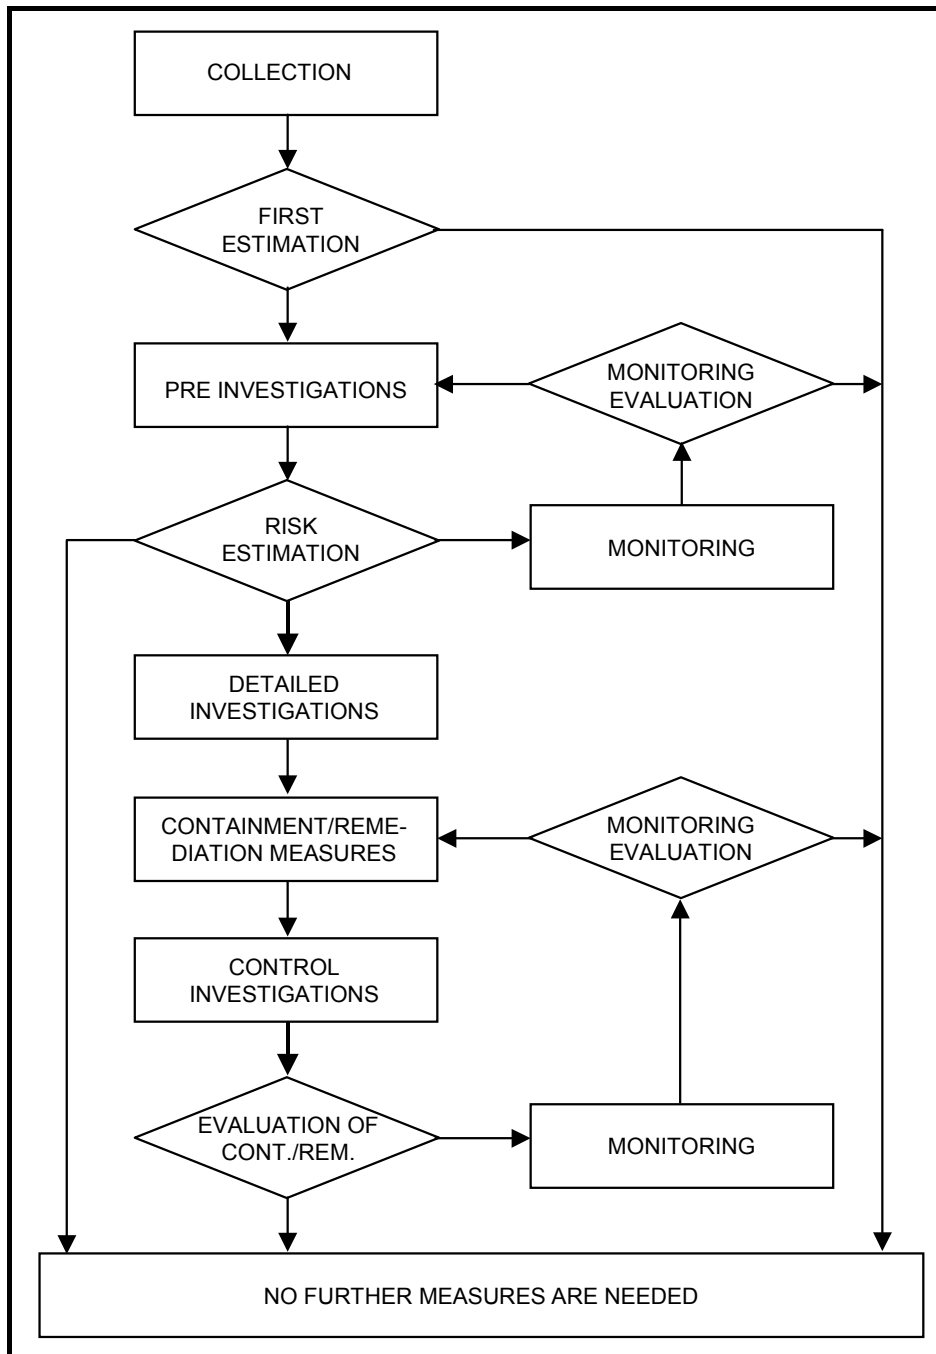 COLLECTION
FIRST
ESTIMATION
PRE INVESTIGATIONS
MONITORING
EVALUATION
RISK
ESTIMATION
MONITORING
DETAILED
INVESTIGATIONS
CONTAINMENT/REME-
DIATION MEASURES
MONITORING
EVALUATION
CONTROL
INVESTIGATIONS
EVALUATION OF
CONT./REM.
MONITORING
NO FURTHER MEASURES ARE NEEDED